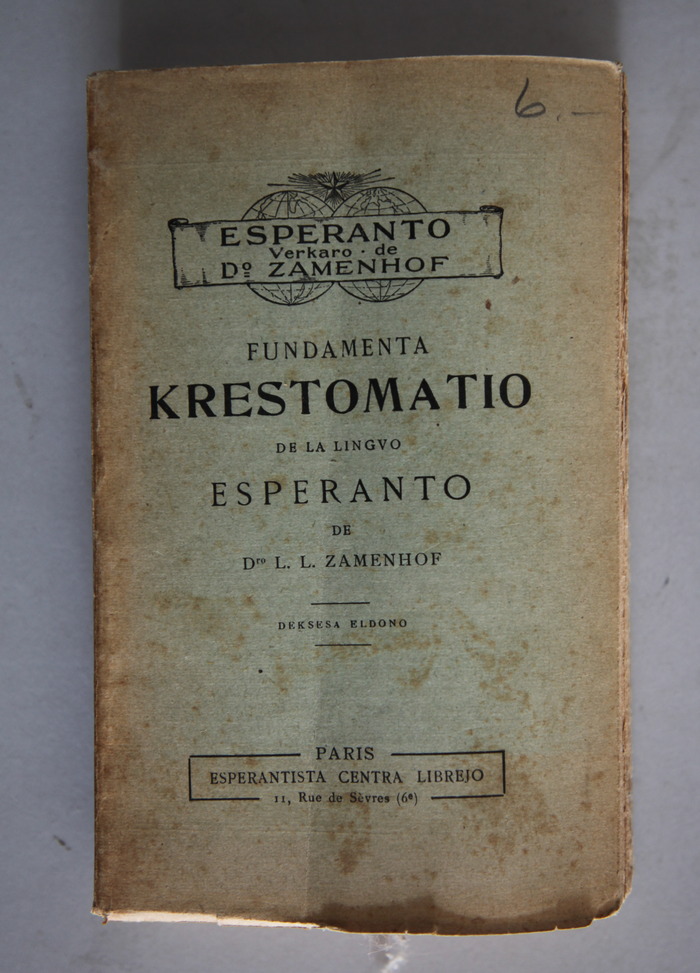 6.—
ESPERANTO
Verkaro · de
Dº ZAMENHOF
FUNDAMENTA
KRESTOMATIO
DE LA LINGVO
ESPERANTO
DE
Dʳᵒ L. L. ZAMENHOF
DEKSESA ELDONO
PARIS
ESPERANTISTA CENTRA LIBREJO
11, Rue de Sèvres (6ᵉ)